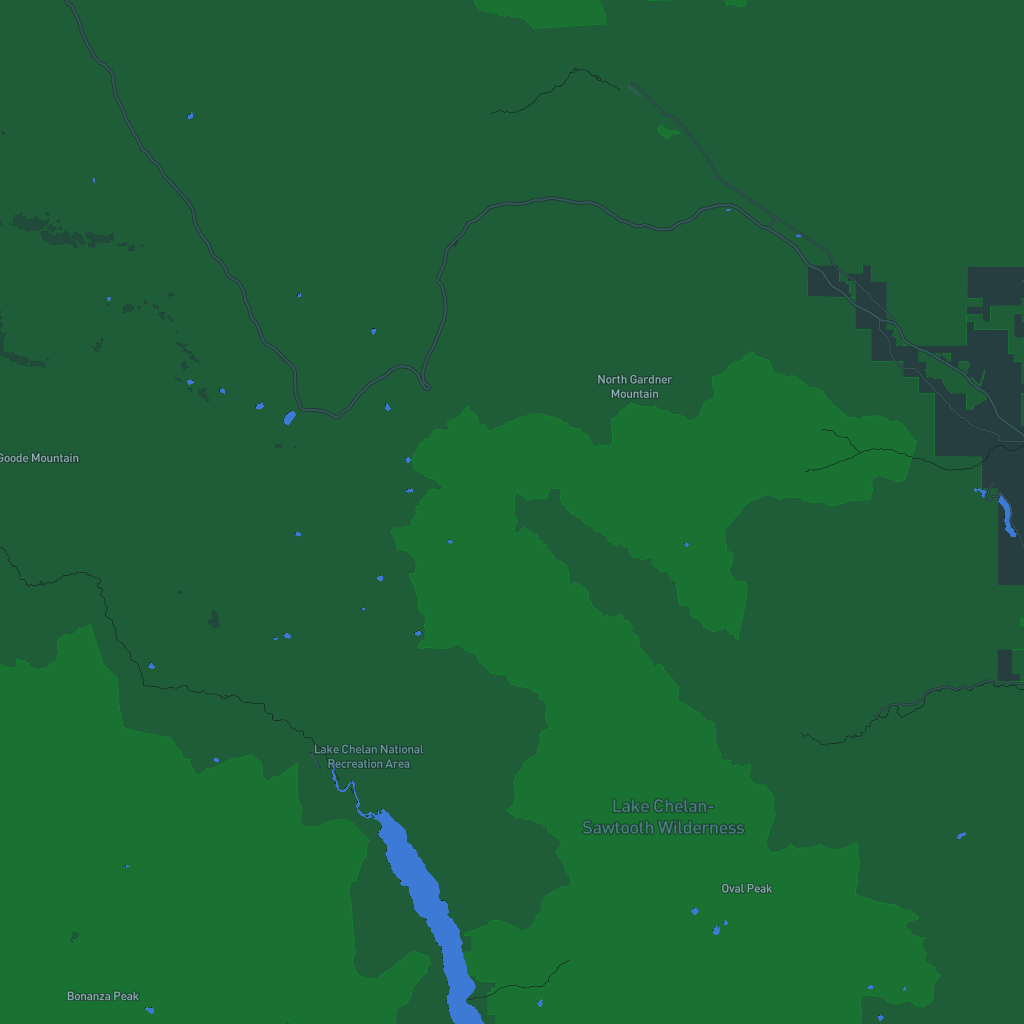 North Gardner
Mountain
Goode Mountain
Lake Chelan National
Recreation Area
Lake Chelan-
Sawtooth Wilderness
Oval Peak
Bonanza Peak